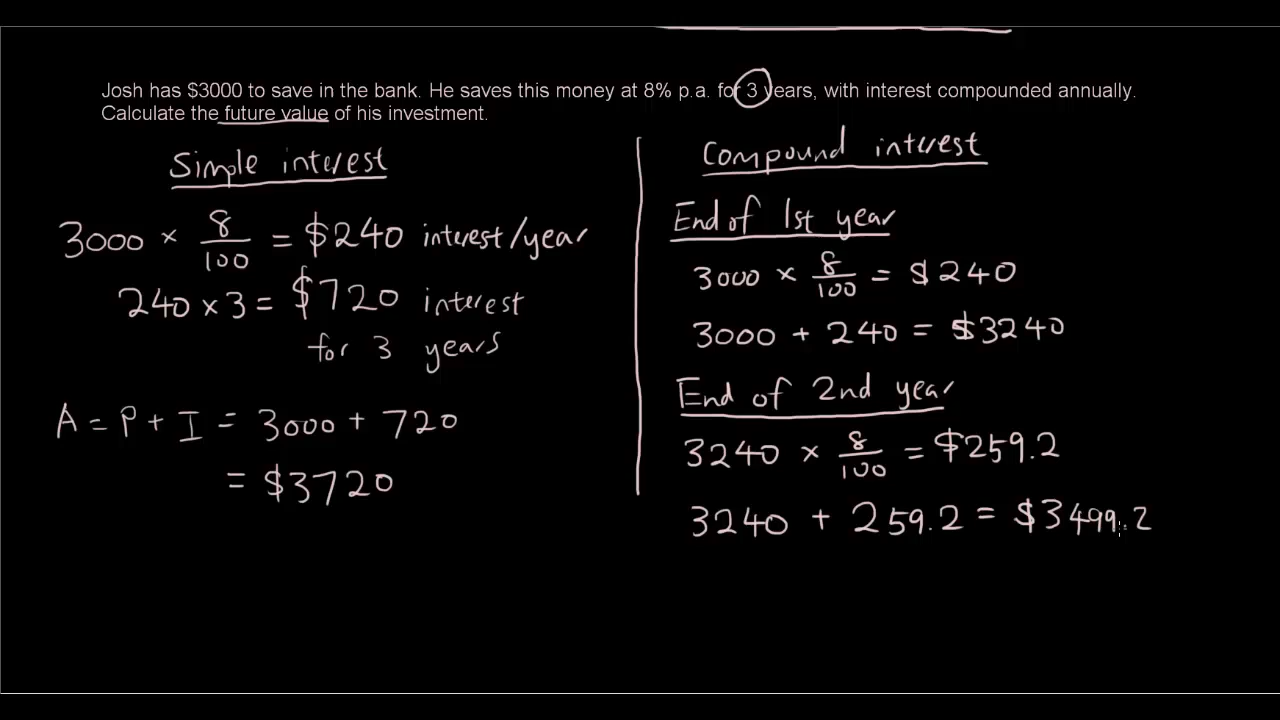 Josh has $3000 to save in the bank. He saves this money at 8% p.a. for 3 years, with interest compounded annually.
Calculate the future value of his investment.
Simple interest
3000 × 8/100 = $240 interest/year
240 × 3 = $720 interest
for 3 years
A = P + I = 3000 + 720
= $3720
Compound interest
End of 1st year
3000 × 8/100 = $240
3000 + 240 = $3240
End of 2nd year
3240 × 8/100 = $259.2
3240 + 259.2 = $3499.2